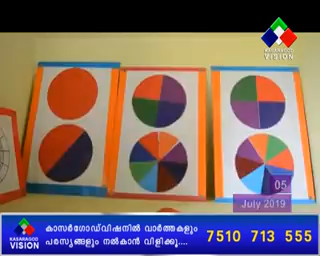 KASARAGOD
VISION
05
July 2019
കാസർഗോഡ്‌വിഷനിൽ വാർത്തകളും
പരസ്യങ്ങളും നൽകാൻ വിളിക്കൂ....
7510 713 555
KASARAGOD
VISION